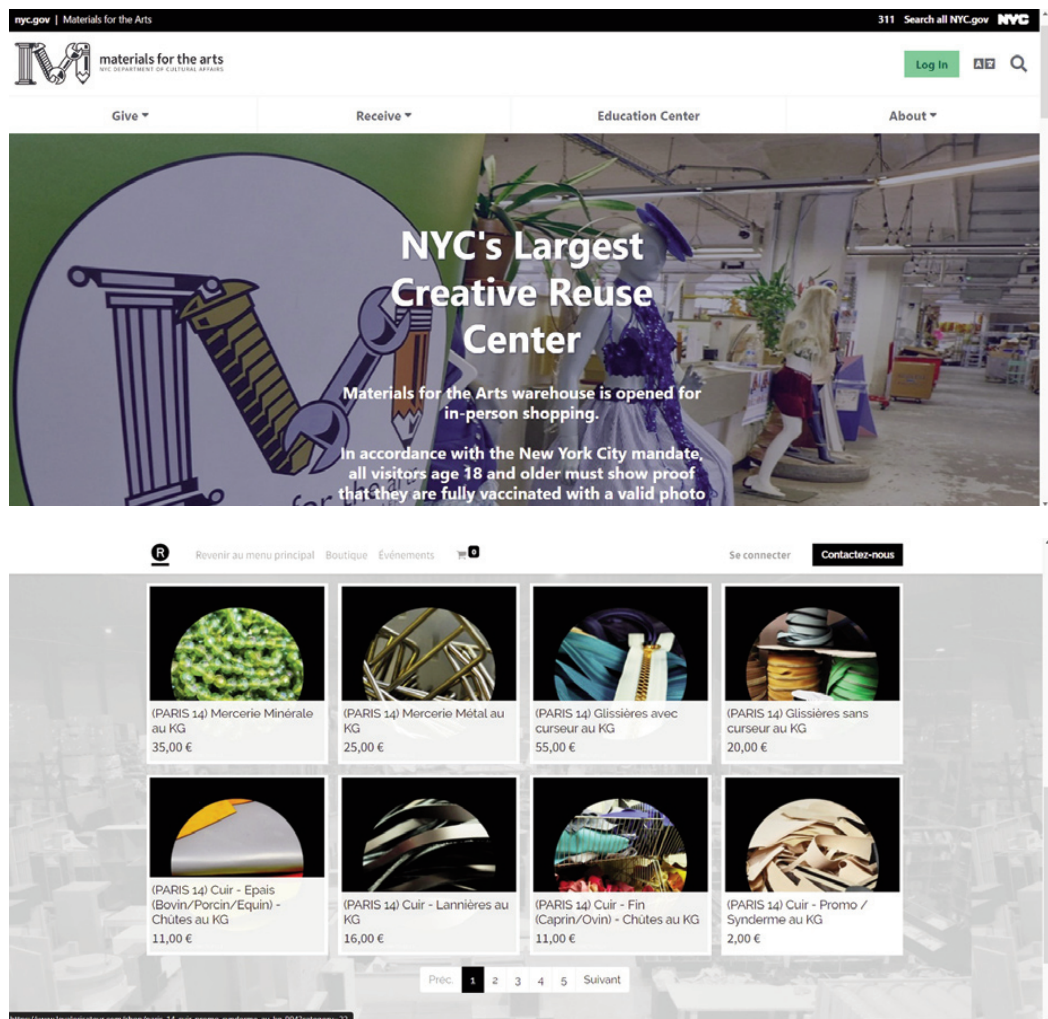 nyc.gov | Materials for the Arts
311 Search all NYC.gov NYC
materials for the arts
NYC DEPARTMENT OF CULTURAL AFFAIRS
Log In
Give
Receive
Education Center
About
NYC's Largest
Creative Reuse
Center
Materials for the Arts warehouse is opened for
in-person shopping.
In accordance with the New York City mandate,
all visitors age 18 and older must show proof
that they are fully vaccinated with a valid photo
for the
R
Revenir au menu principal Boutique Événements 0
Se connecter Contactez-nous
(PARIS 14) Mercerie Minérale
au KG
35,00 €
(PARIS 14) Mercerie Métal au
KG
25,00 €
(PARIS 14) Glissières avec
curseur au KG
55,00 €
(PARIS 14) Glissières sans
curseur au KG
20,00 €
(PARIS 14) Cuir - Epais
(Bovin/Porcin/Equin) -
Chûtes au KG
11,00 €
(PARIS 14) Cuir - Lannières au
KG
16,00 €
(PARIS 14) Cuir - Fin
(Caprin/Ovin) - Chûtes au KG
11,00 €
(PARIS 14) Cuir - Promo /
Synderme au KG
2,00 €
Préc. 1 2 3 4 5 Suivant